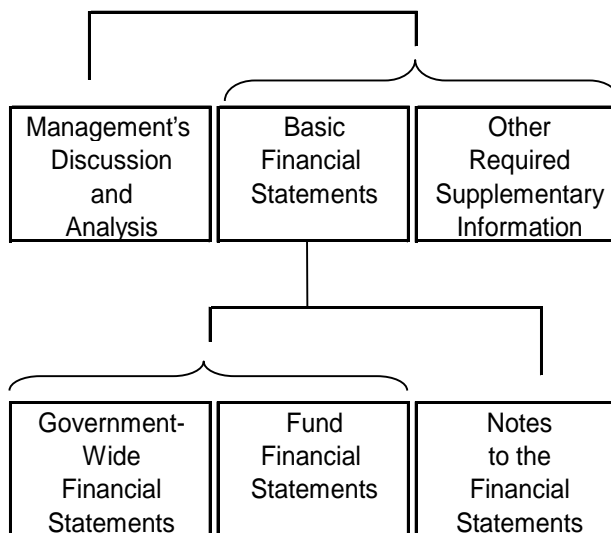 Management's
Discussion
and
Analysis
Basic
Financial
Statements
Other
Required
Supplementary
Information
Government-
Wide
Financial
Statements
Fund
Financial
Statements
Notes
to the
Financial
Statements